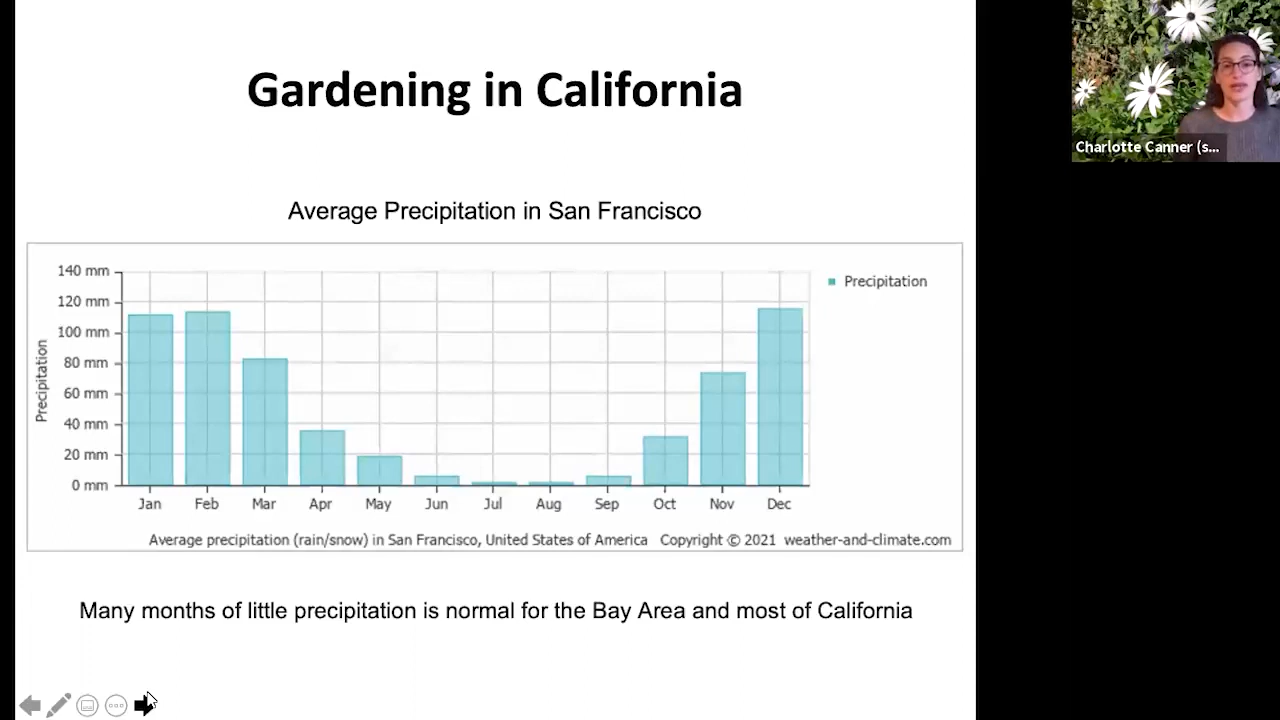 Gardening in California
Charlotte Canner (s...
Average Precipitation in San Francisco
140 mm
120 mm
100 mm
80 mm
60 mm
40 mm
20 mm
0 mm
Precipitation
Precipitation
Jan Feb Mar Apr May Jun Jul Aug Sep Oct Nov Dec
Average precipitation (rain/snow) in San Francisco, United States of America Copyright © 2021 weather-and-climate.com
Many months of little precipitation is normal for the Bay Area and most of California